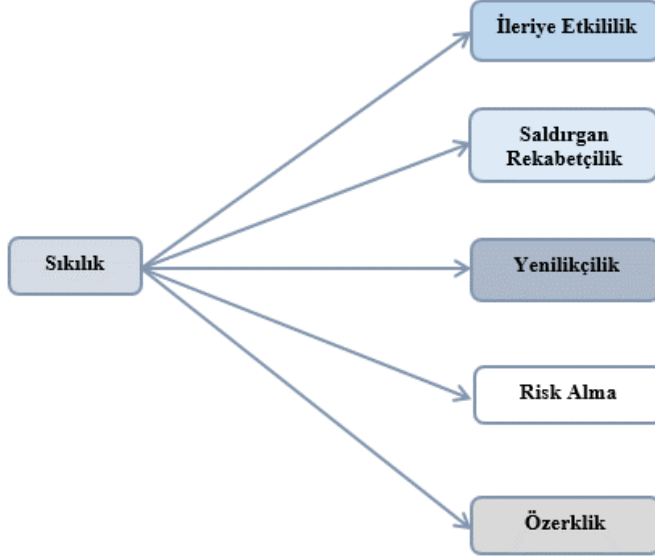 İleriye Etkililik
Saldırgan
Rekabetçilik
Sıkılık
Yenilikçilik
Risk Alma
Özerklik